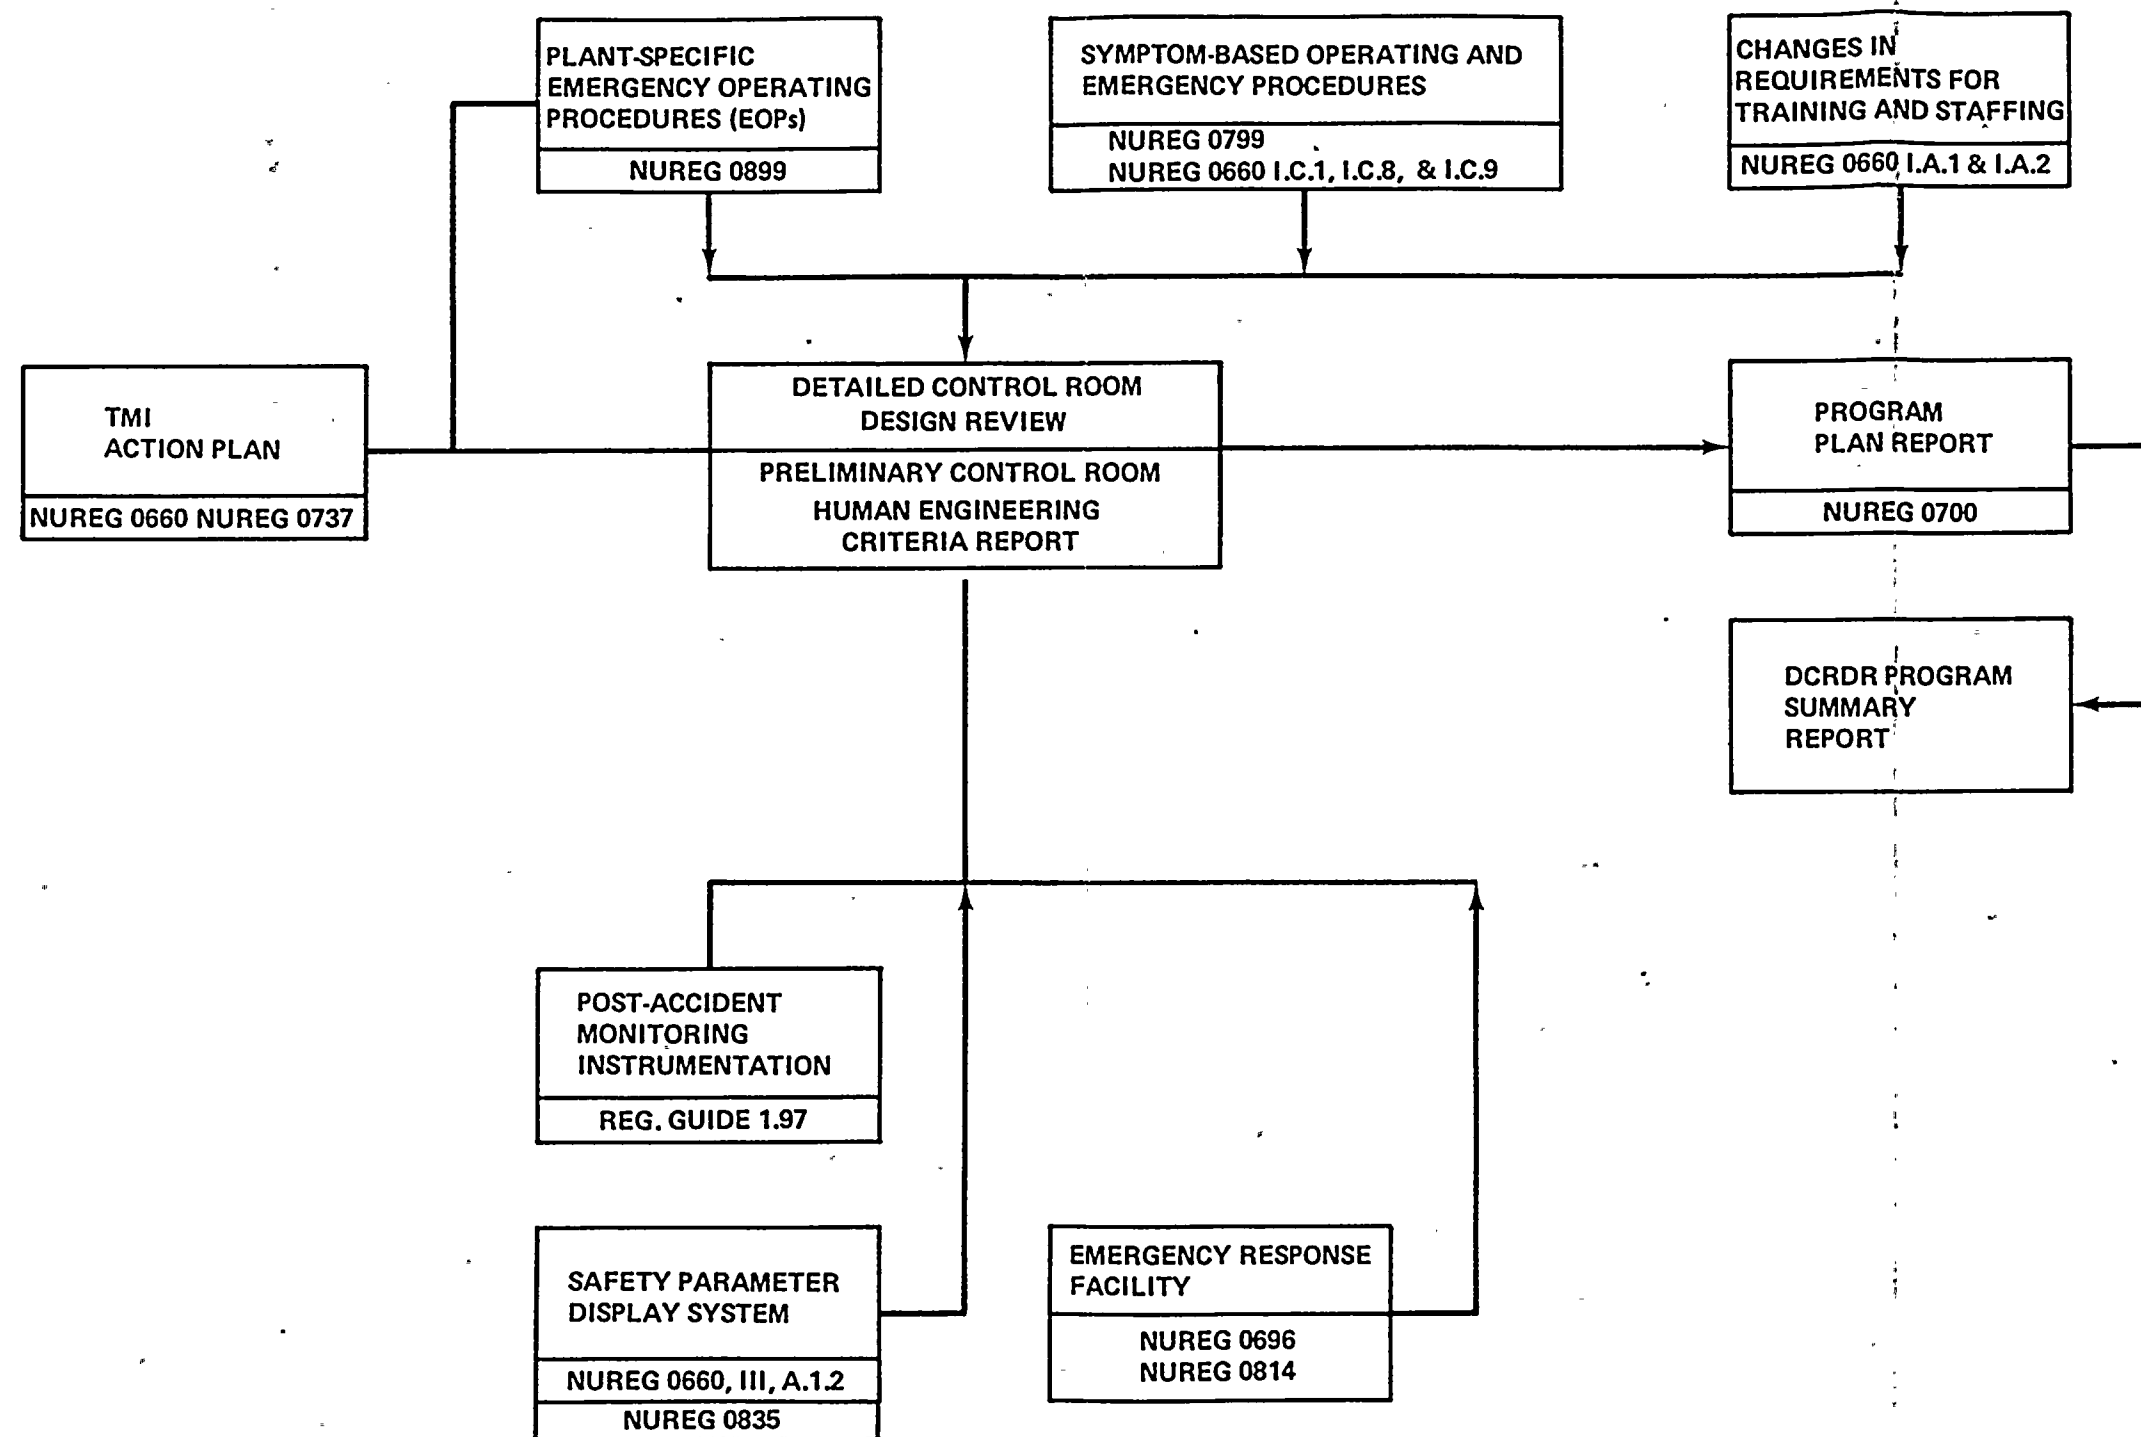 PLANT-SPECIFIC
EMERGENCY OPERATING
PROCEDURES (EOPs)
NUREG 0899
SYMPTOM-BASED OPERATING AND
EMERGENCY PROCEDURES
NUREG 0799
NUREG 0660 I.C.1, I.C.8, & I.C.9
CHANGES IN
REQUIREMENTS FOR
TRAINING AND STAFFING
NUREG 0660 I.A.1 & I.A.2
TMI
ACTION PLAN
NUREG 0660 NUREG 0737
DETAILED CONTROL ROOM
DESIGN REVIEW
PRELIMINARY CONTROL ROOM
HUMAN ENGINEERING
CRITERIA REPORT
PROGRAM
PLAN REPORT
NUREG 0700
DCRDR PROGRAM
SUMMARY
REPORT
POST-ACCIDENT
MONITORING
INSTRUMENTATION
REG. GUIDE 1.97
SAFETY PARAMETER
DISPLAY SYSTEM
NUREG 0660, III, A.1.2
NUREG 0835
EMERGENCY RESPONSE
FACILITY
NUREG 0696
NUREG 0814